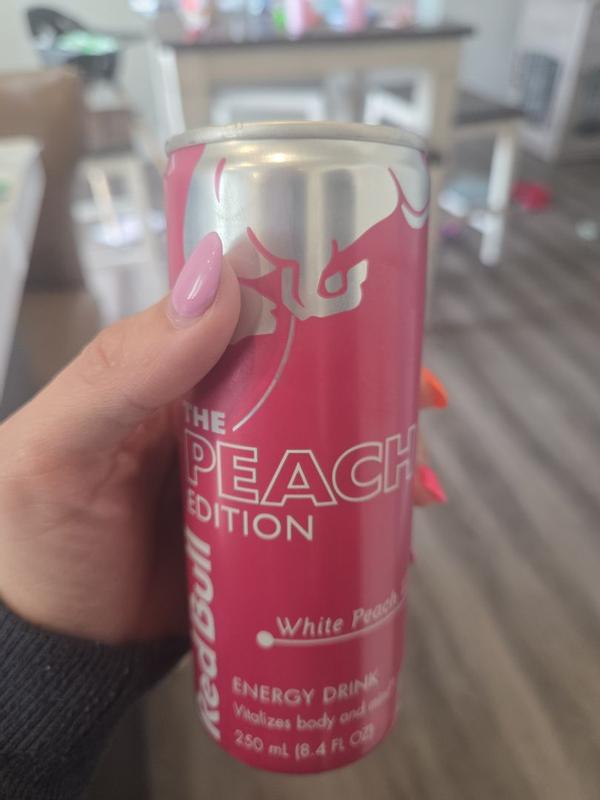 THE
PEACH
EDITION
Red Bull
White Peach
ENERGY DRINK
Vitalizes body and mind®
250 mL (8.4 FL OZ)